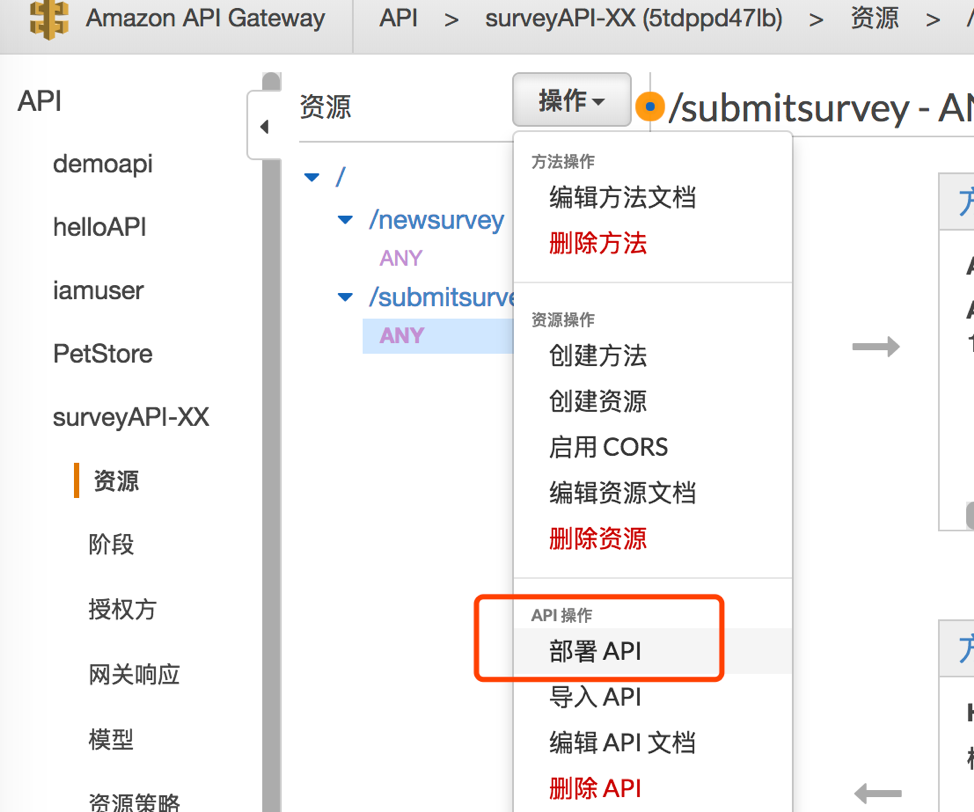 Amazon API Gateway
API > surveyAPI-XX (5tdppd47lb) > 资源 > /
API
demoapi
helloAPI
iamuser
PetStore
surveyAPI-XX
资源
阶段
授权方
网关响应
模型
资源策略
资源
操作
/submitsurvey - AN
/
/newsurvey
ANY
/submitsurve
ANY
方法操作
编辑方法文档
删除方法
资源操作
创建方法
创建资源
启用 CORS
编辑资源文档
删除资源
API 操作
部署 API
导入 API
编辑 API 文档
删除 API